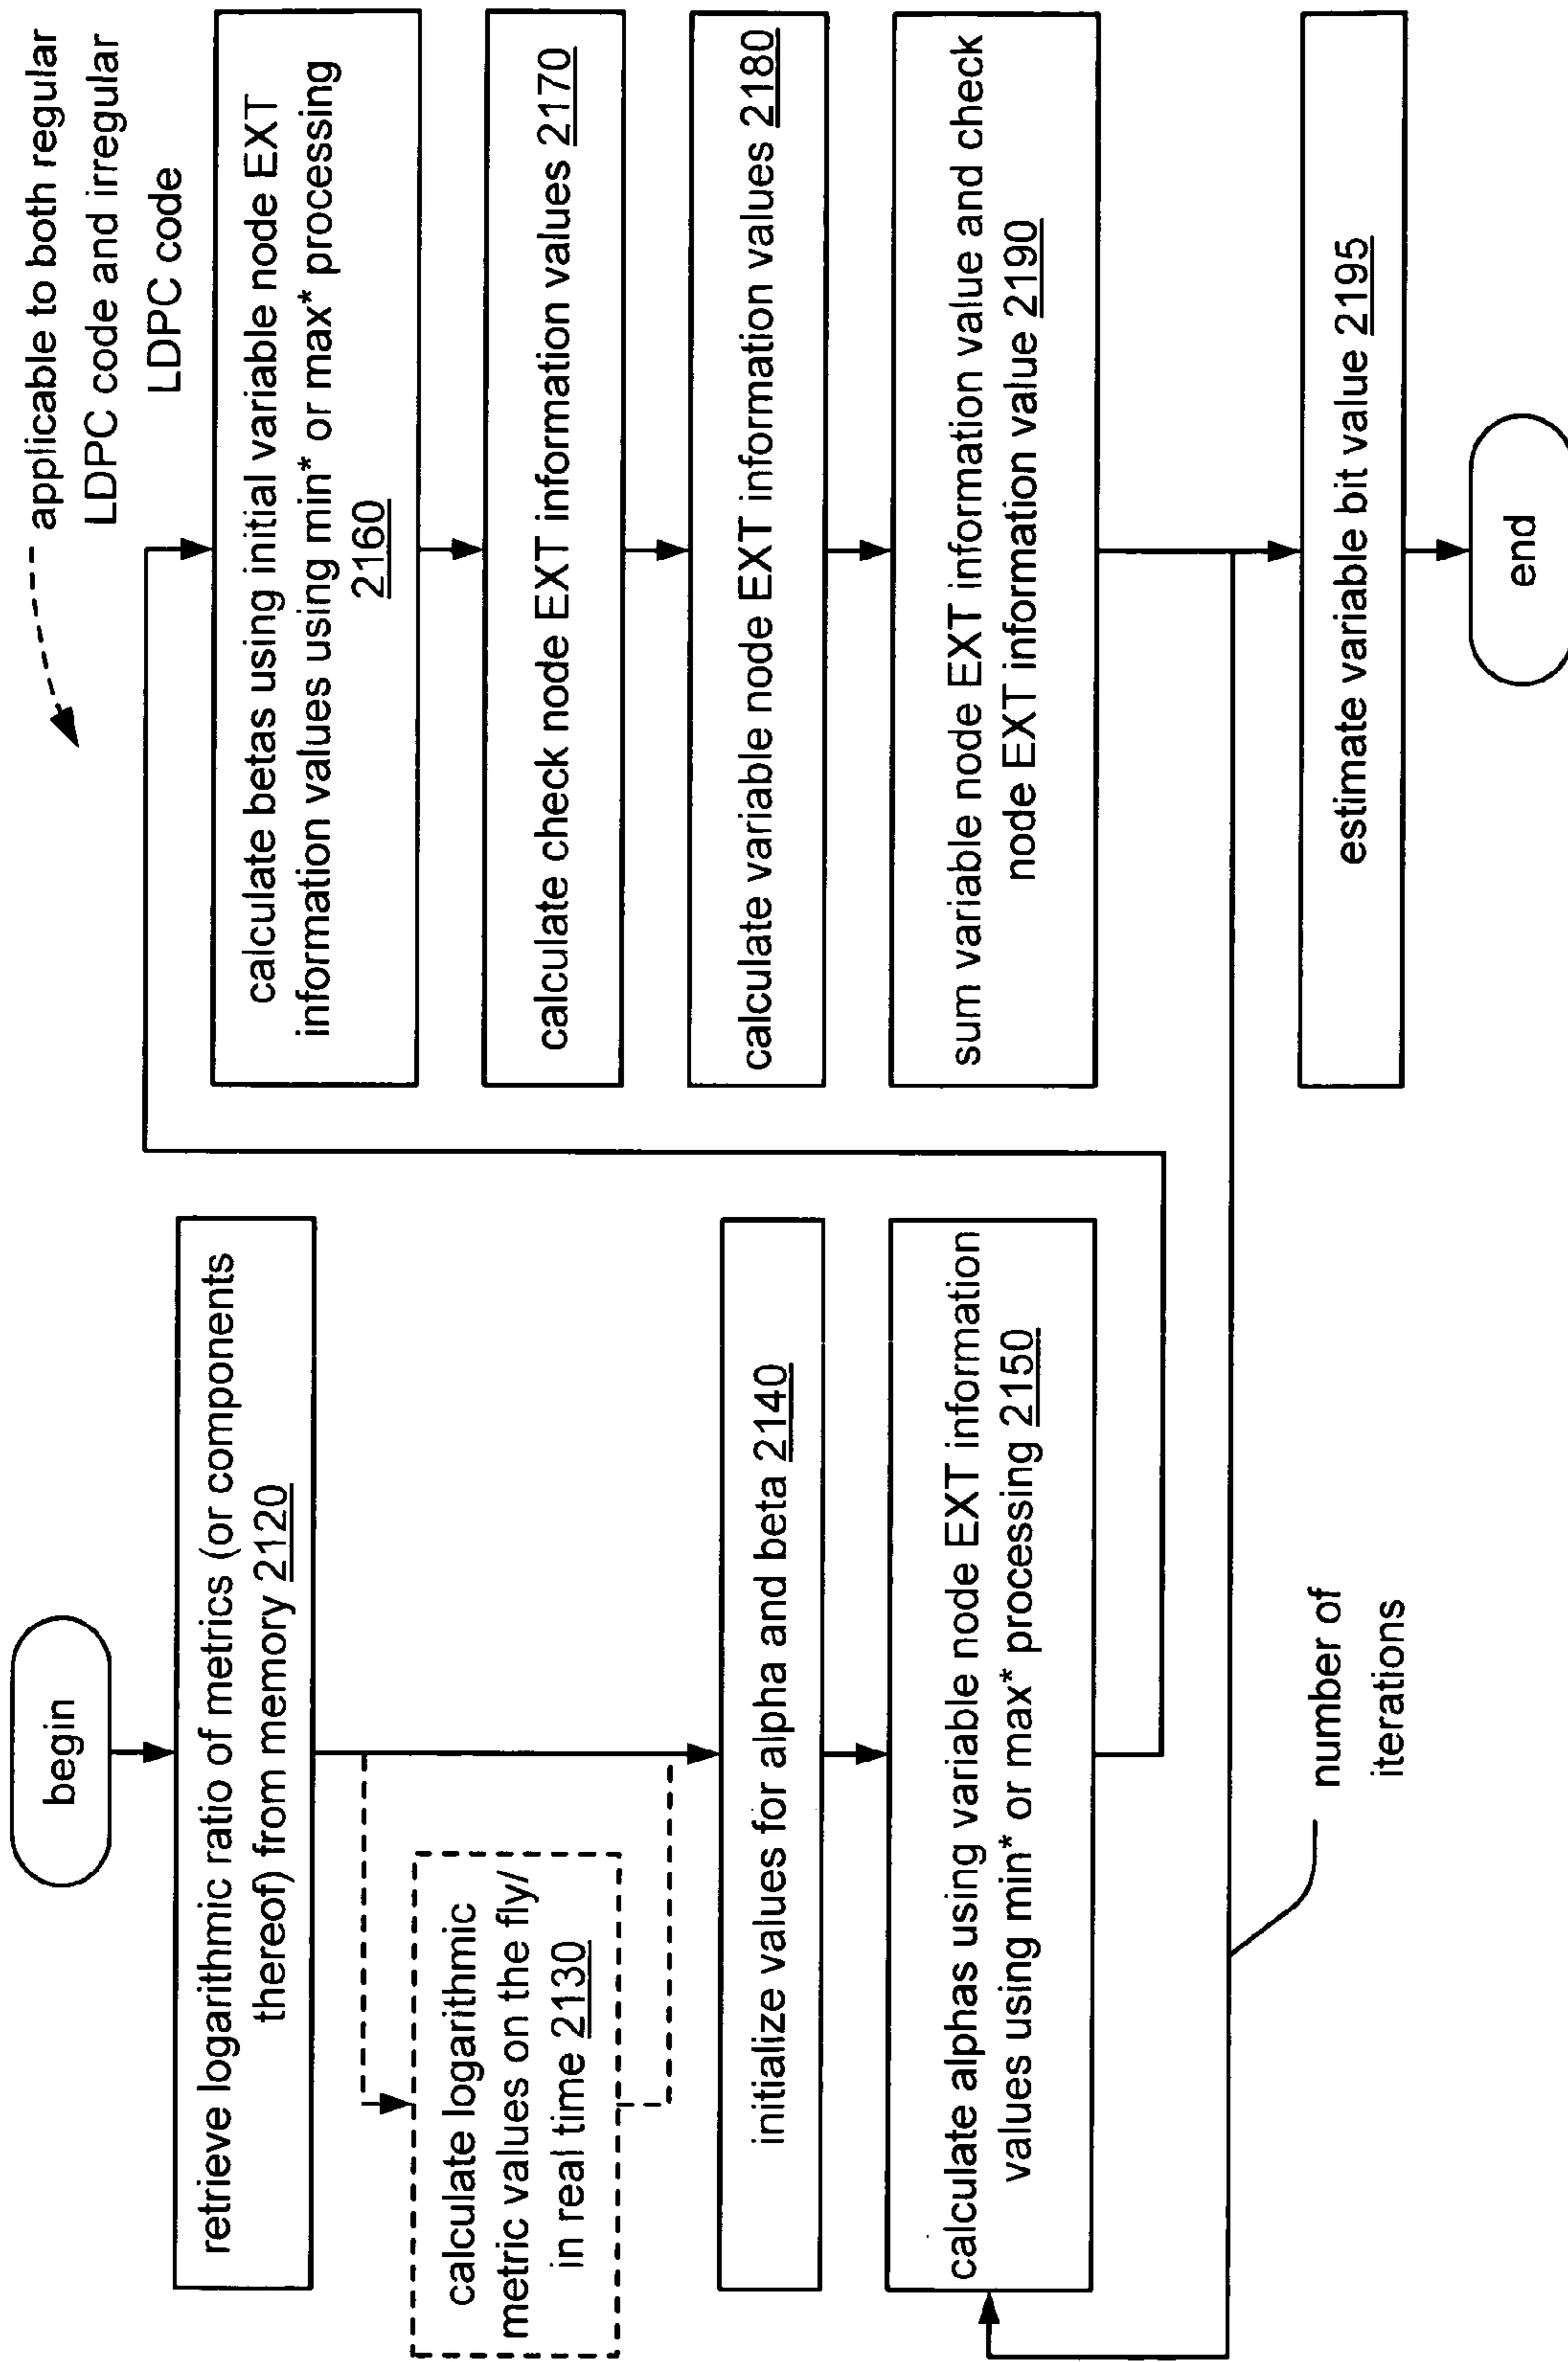 begin
retrieve logarithmic ratio of metrics (or components
thereof) from memory 2120
calculate logarithmic
metric values on the fly/
in real time 2130
initialize values for alpha and beta 2140
calculate alphas using variable node EXT information
values using min* or max* processing 2150
number of
iterations
applicable to both regular
LDPC code and irregular
LDPC code
calculate betas using initial variable node EXT
information values using min* or max* processing
2160
calculate check node EXT information values 2170
calculate variable node EXT information values 2180
sum variable node EXT information value and check
node EXT information value 2190
estimate variable bit value 2195
end